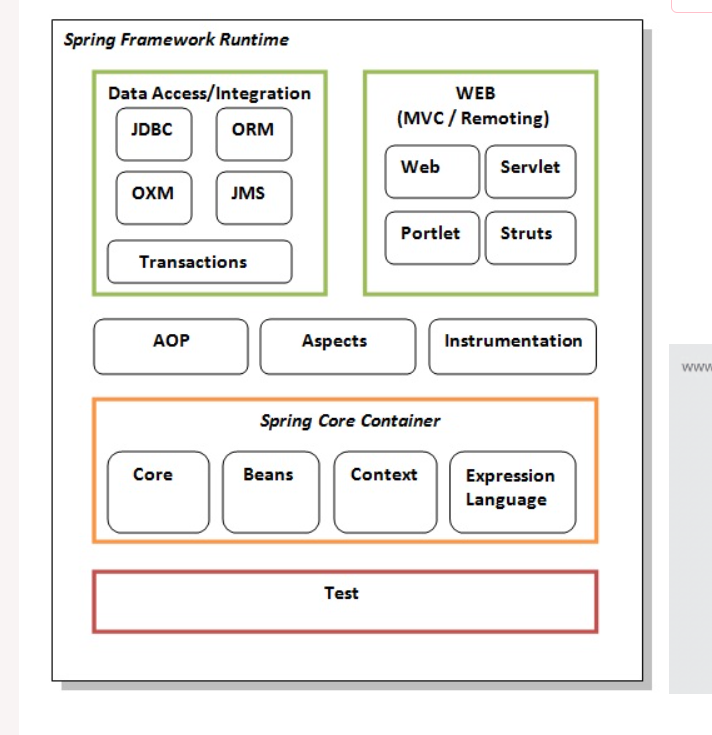 Spring Framework Runtime
Data Access/Integration
JDBC
ORM
OXM
JMS
Transactions
WEB
(MVC / Remoting)
Web
Servlet
Portlet
Struts
AOP
Aspects
Instrumentation
Spring Core Container
Core
Beans
Context
Expression
Language
Test
www